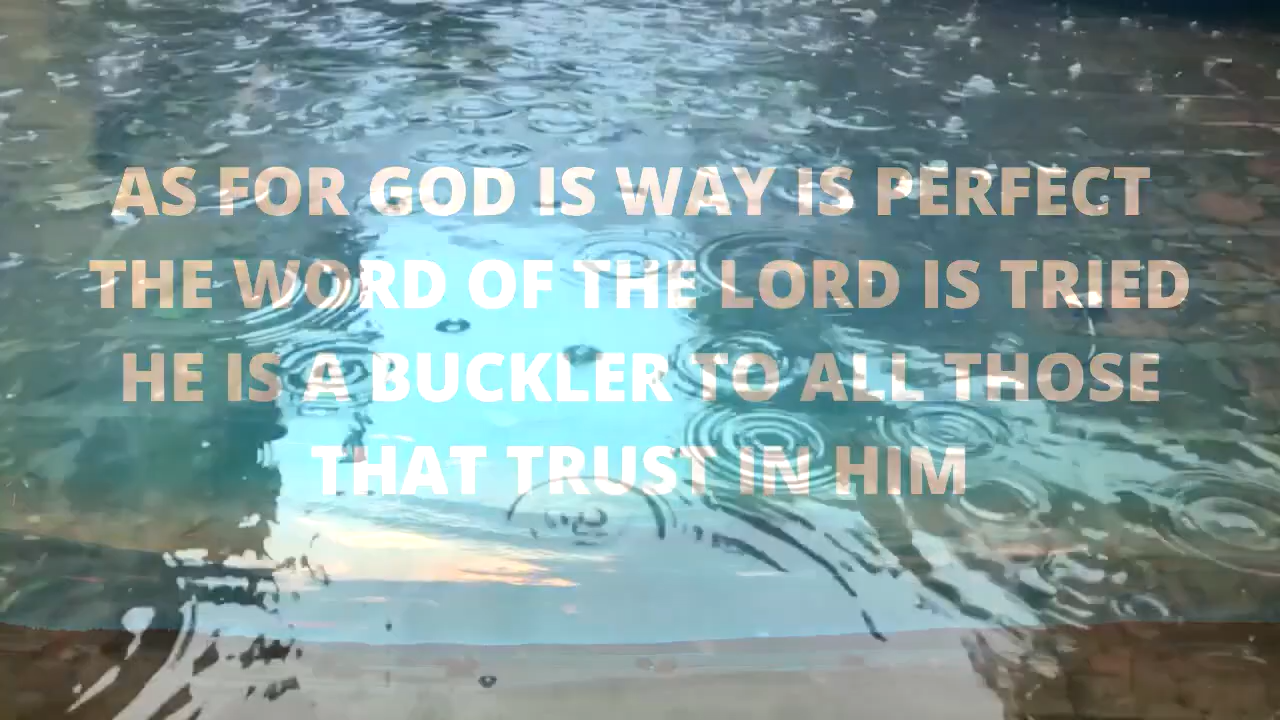 AS FOR GOD IS WAY IS PERFECT
THE WORD OF THE LORD IS TRIED
HE IS A BUCKLER TO ALL THOSE
THAT TRUST IN HIM